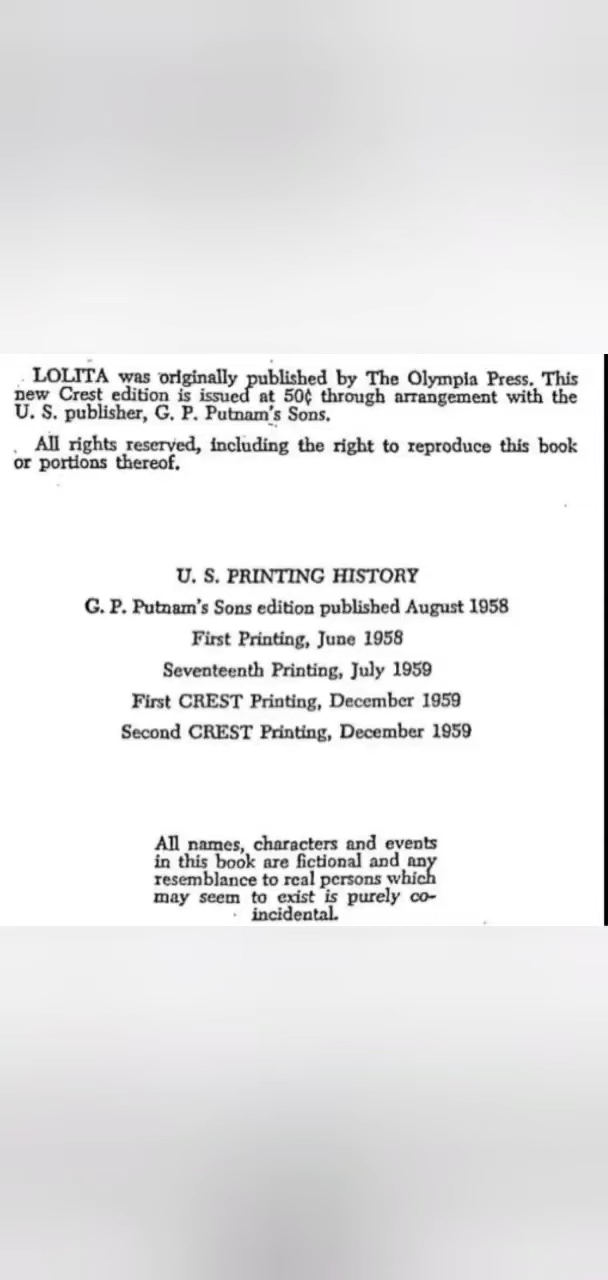 LOLITA was originally published by The Olympia Press. This
new Crest edition is issued at 50¢ through arrangement with the
U. S. publisher, G. P. Putnam's Sons.
All rights reserved, including the right to reproduce this book
or portions thereof.
U. S. PRINTING HISTORY
G. P. Putnam's Sons edition published August 1958
First Printing, June 1958
Seventeenth Printing, July 1959
First CREST Printing, December 1959
Second CREST Printing, December 1959
All names, characters and events
in this book are fictional and any
resemblance to real persons which
may seem to exist is purely co-
incidental.